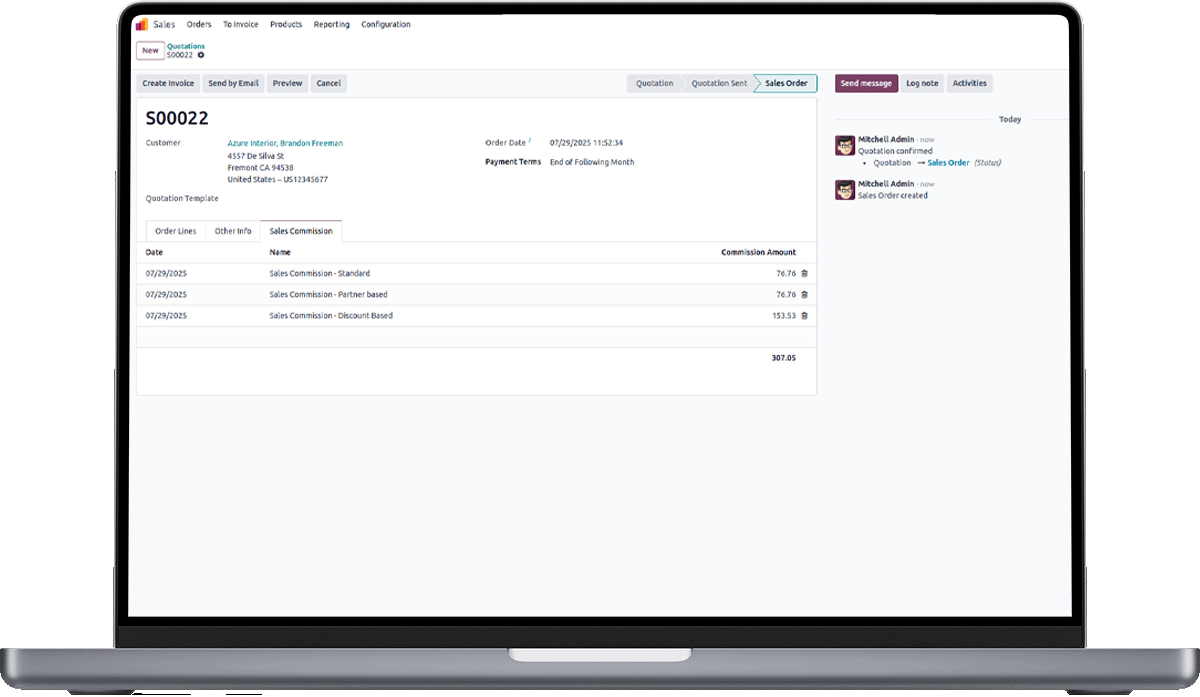 Sales Orders To Invoice Products Reporting Configuration
New Quotations
S00022
Create Invoice Send by Email Preview Cancel Quotation Quotation Sent Sales Order Send message Log note Activities
S00022
Customer Azure Interior, Brandon Freeman
4557 De Silva St
Fremont CA 94538
United States – US12345677
Order Date ? 07/29/2025 11:52:34
Payment Terms End of Following Month
Quotation Template
Order Lines Other Info Sales Commission
Date Name Commission Amount
07/29/2025 Sales Commission - Standard 76.76
07/29/2025 Sales Commission - Partner based 76.76
07/29/2025 Sales Commission - Discount Based 153.53
307.05
Today
Mitchell Admin - now
Quotation confirmed
• Quotation → Sales Order (Status)
Mitchell Admin - now
Sales Order created